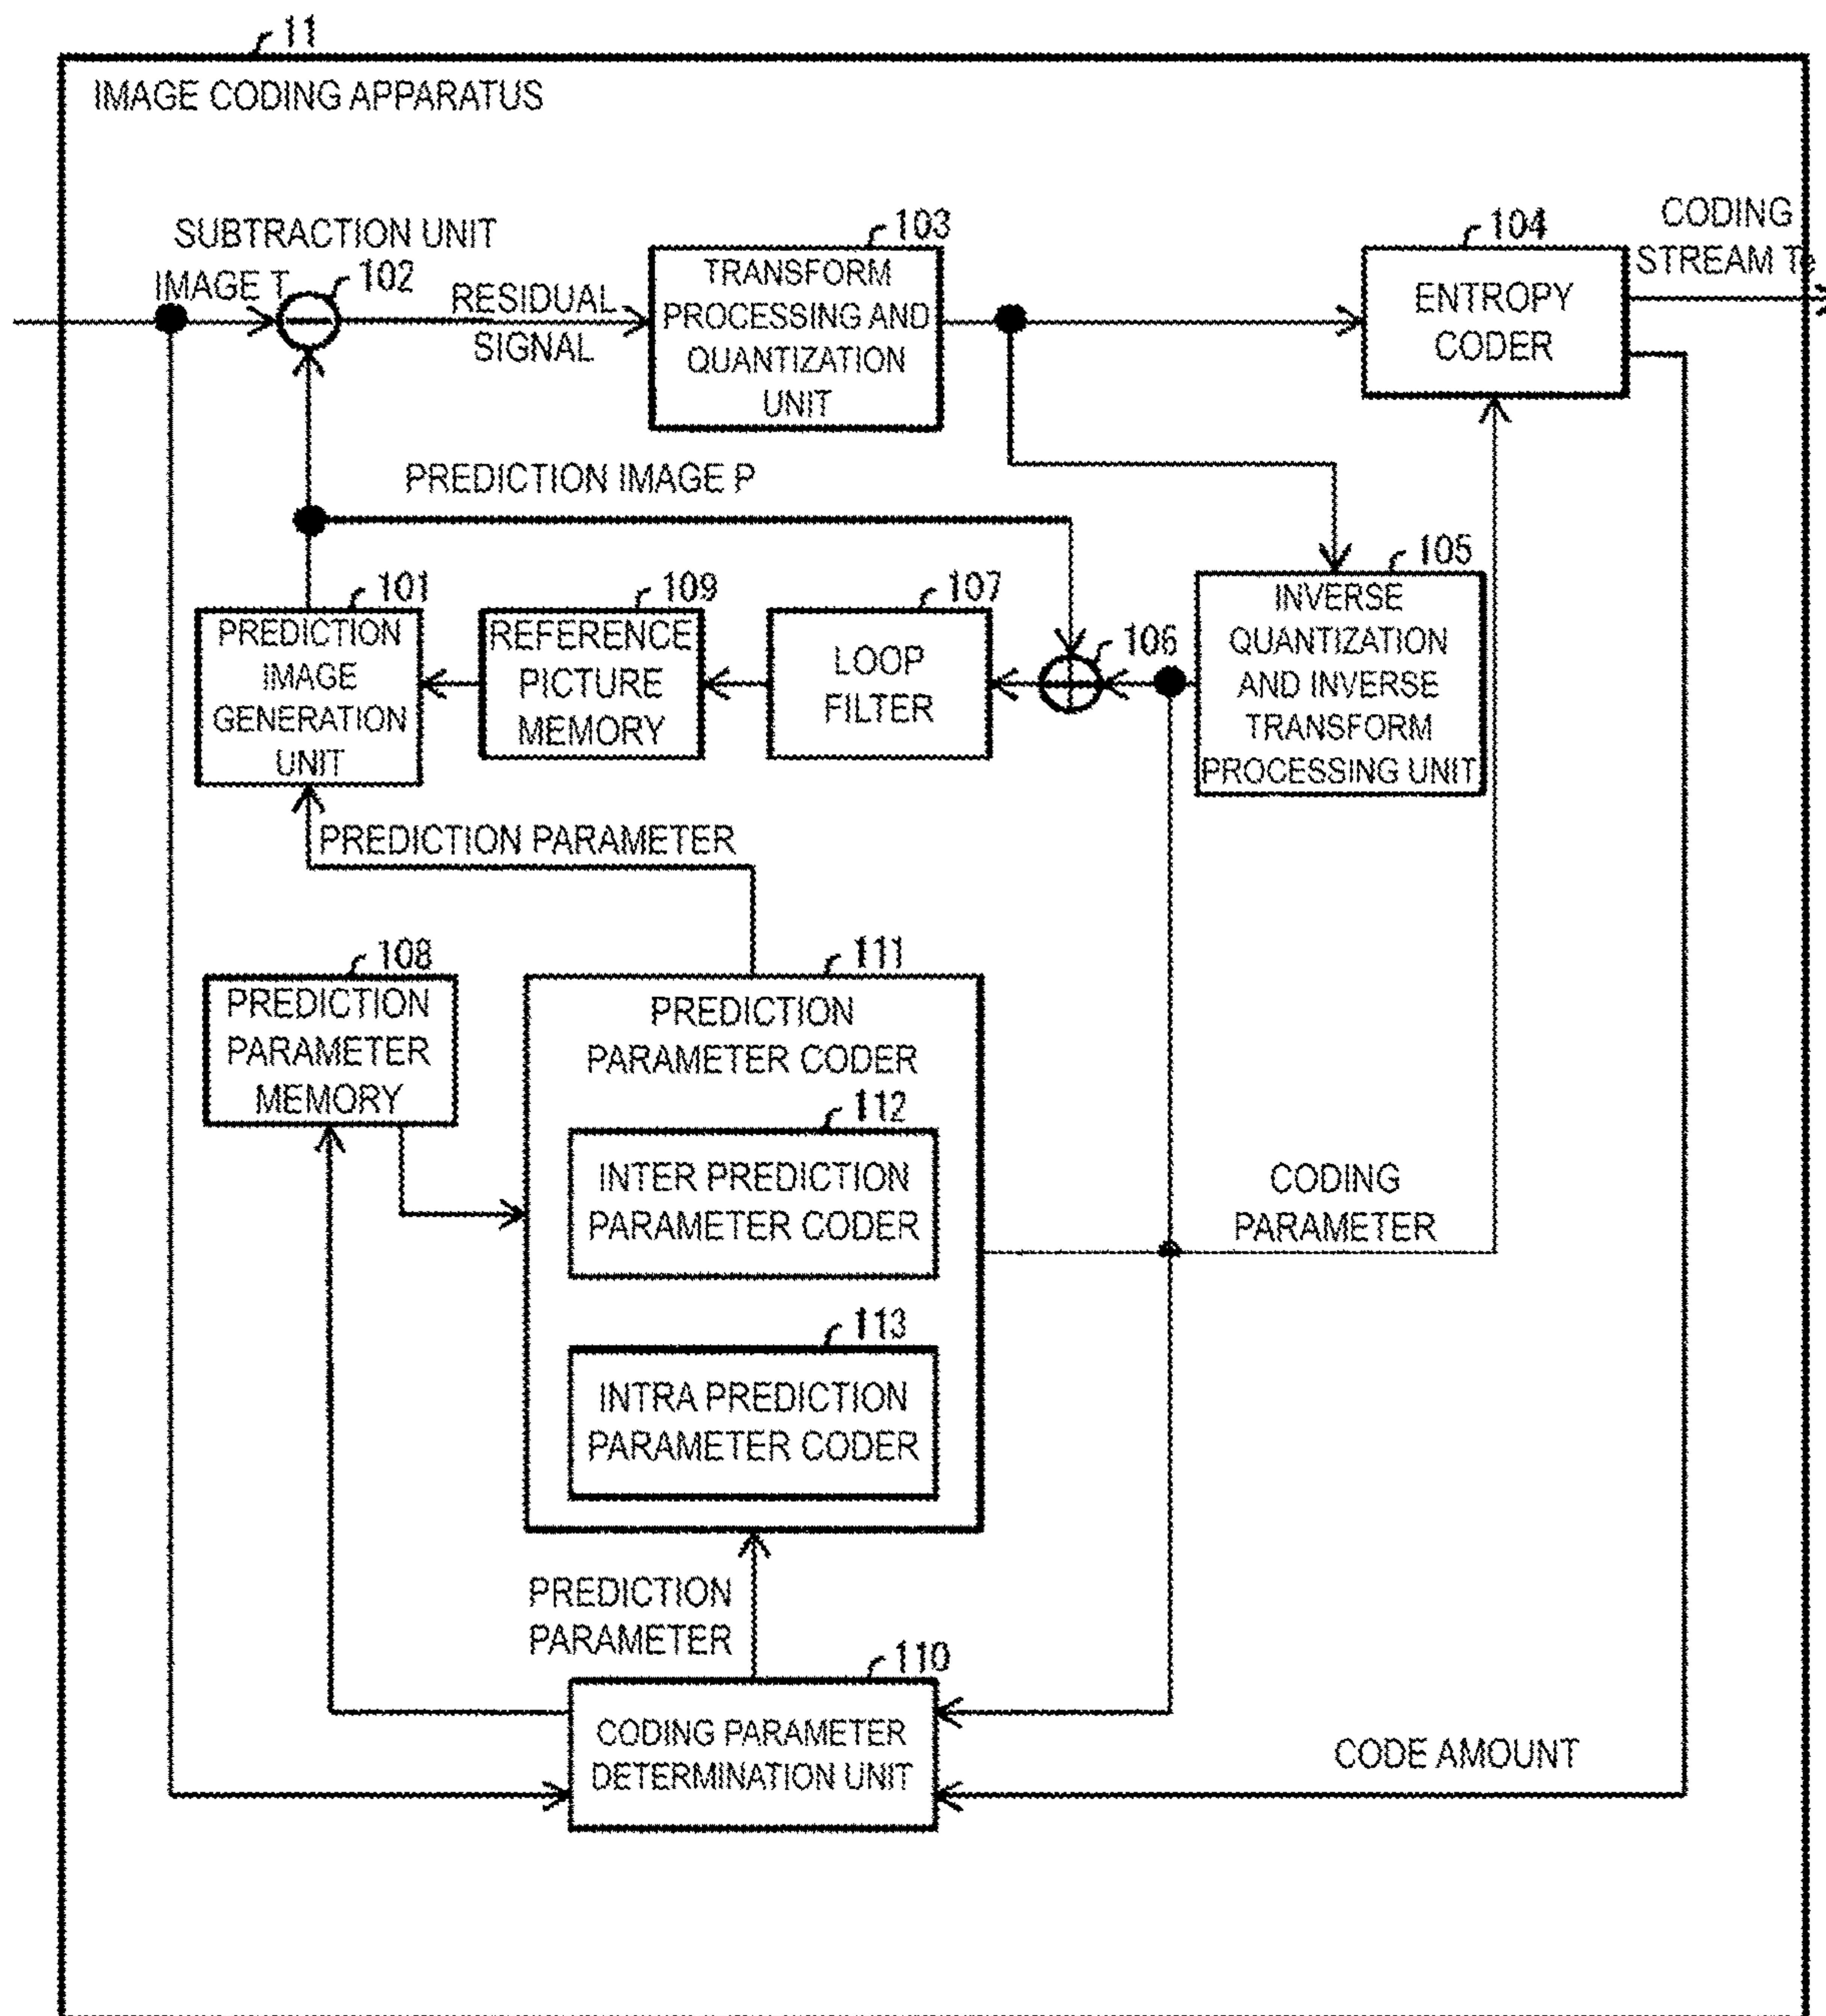 11
IMAGE CODING APPARATUS
SUBTRACTION UNIT
IMAGE T
102
RESIDUAL
SIGNAL
103
TRANSFORM
PROCESSING AND
QUANTIZATION
UNIT
104
ENTROPY
CODER
CODING
STREAM Te
PREDICTION IMAGE P
101
PREDICTION
IMAGE
GENERATION
UNIT
109
REFERENCE
PICTURE
MEMORY
107
LOOP
FILTER
106
105
INVERSE
QUANTIZATION
AND INVERSE
TRANSFORM
PROCESSING UNIT
PREDICTION PARAMETER
108
PREDICTION
PARAMETER
MEMORY
111
PREDICTION
PARAMETER CODER
112
INTER PREDICTION
PARAMETER CODER
113
INTRA PREDICTION
PARAMETER CODER
CODING
PARAMETER
PREDICTION
PARAMETER
110
CODING PARAMETER
DETERMINATION UNIT
CODE AMOUNT